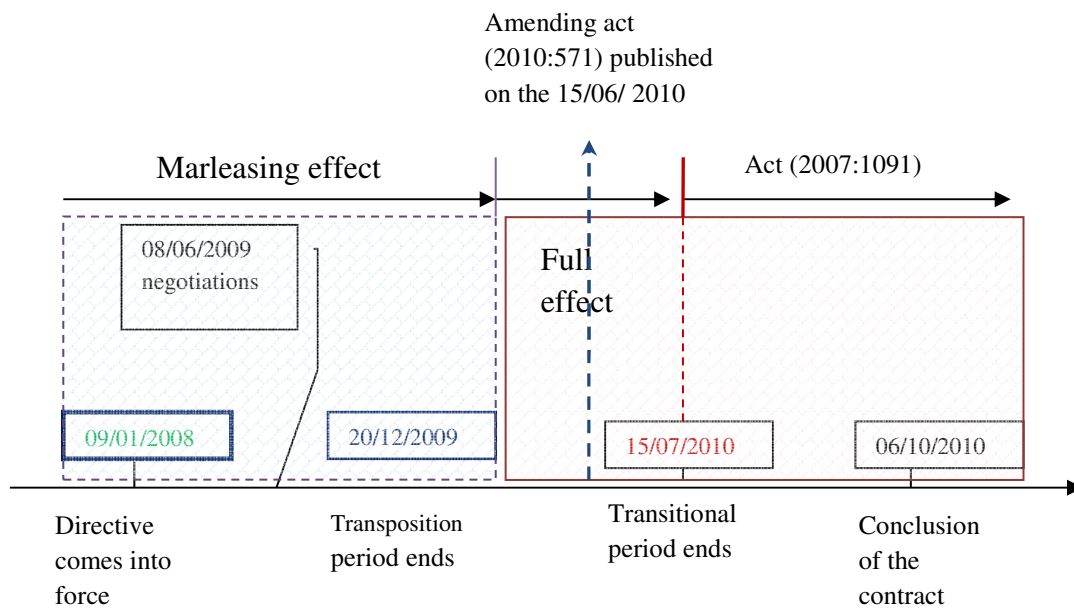 Amending act
(2010:571) published
on the 15/06/ 2010
Marleasing effect
Act (2007:1091)
08/06/2009
negotiations
Full
effect
09/01/2008
20/12/2009
15/07/2010
06/10/2010
Directive
comes into
force
Transposition
period ends
Transitional
period ends
Conclusion
of the
contract